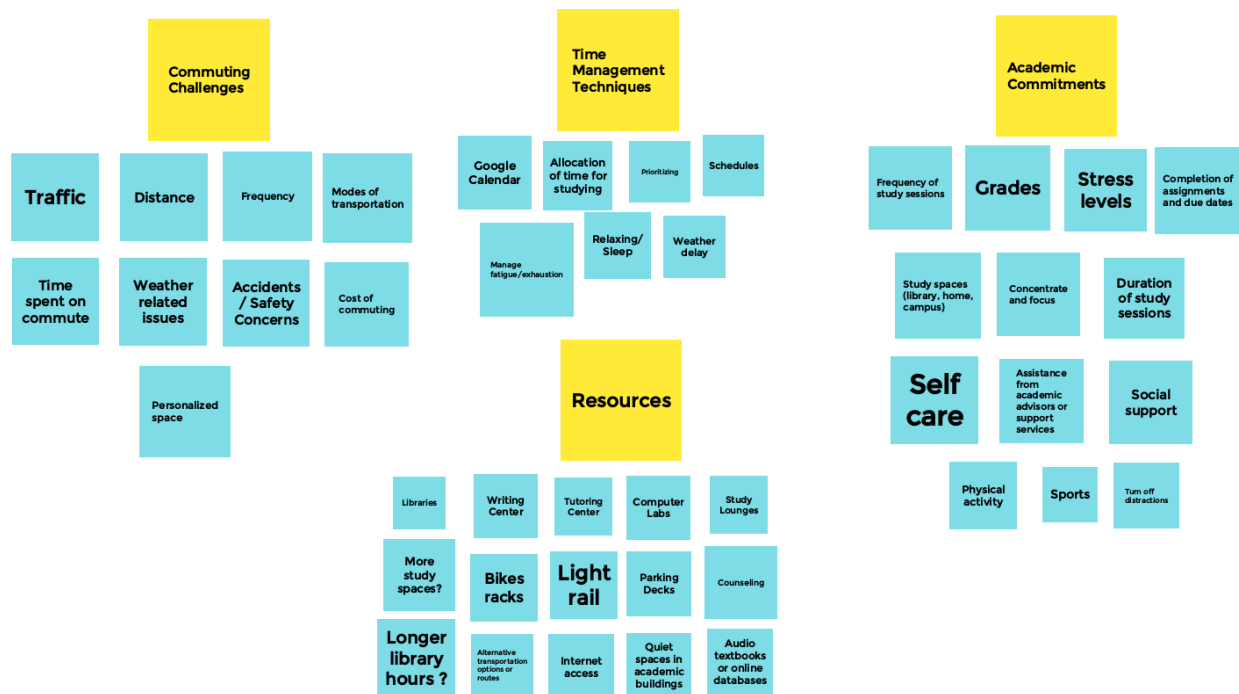 Commuting
Challenges
Traffic
Distance
Frequency
Modes of
transportation
Time
spent on
commute
Weather
related
issues
Accidents
/ Safety
Concerns
Cost of
commuting
Personalized
space
Time
Management
Techniques
Google
Calendar
Allocation
of time for
studying
Prioritizing
Schedules
Manage
fatigue/exhaustion
Relaxing/
Sleep
Weather
delay
Resources
Libraries
Writing
Center
Tutoring
Center
Computer
Labs
Study
Lounges
More
study
spaces?
Bikes
racks
Light
rail
Parking
Decks
Counseling
Longer
library
hours ?
Alternative
transportation
options or
routes
Internet
access
Quiet
spaces in
academic
buildings
Audio
textbooks
or online
databases
Academic
Commitments
Frequency of
study sessions
Grades
Stress
levels
Completion of
assignments
and due dates
Study spaces
(library, home,
campus)
Concentrate
and focus
Duration
of study
sessions
Self
care
Assistance
from
academic
advisors or
support
services
Social
support
Physical
activity
Sports
Turn off
distractions